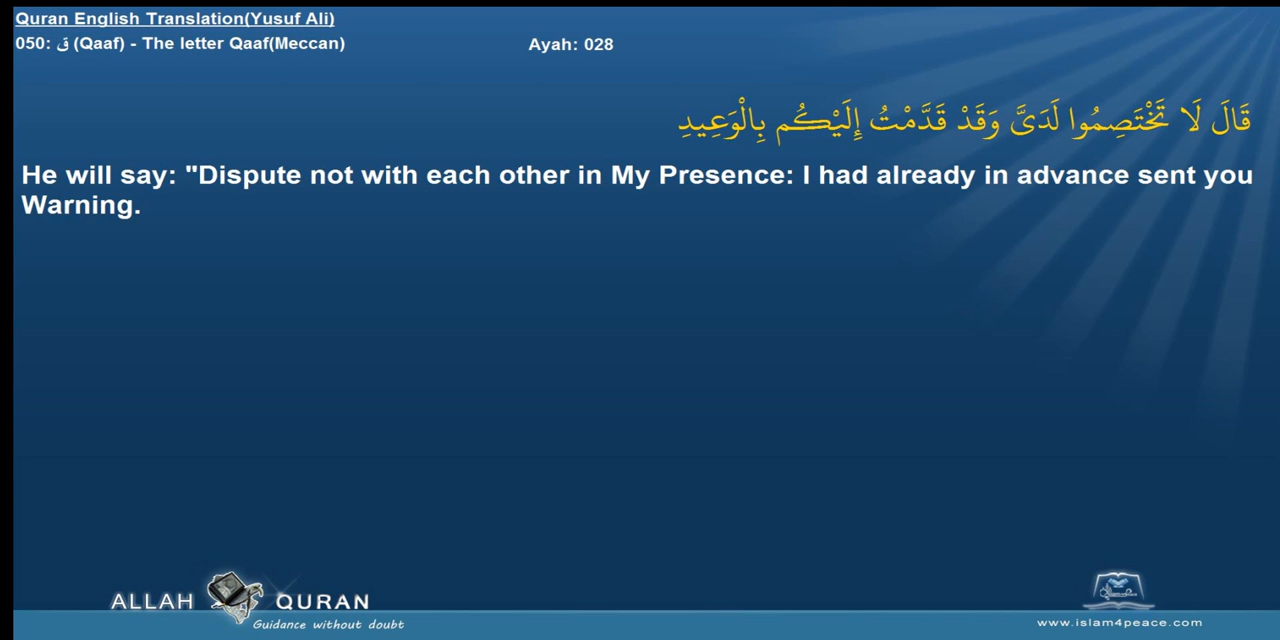 Quran English Translation(Yusuf Ali)
050: ق (Qaaf) - The letter Qaaf(Meccan)
Ayah: 028
قَالَ لَا تَخْتَصِمُوا لَدَىَّ وَقَدْ قَدَّمْتُ إِلَيْكُم بِالْوَعِيدِ
He will say: "Dispute not with each other in My Presence: I had already in advance sent you
Warning.
ALLAH QURAN
Guidance without doubt
www.islam4peace.com